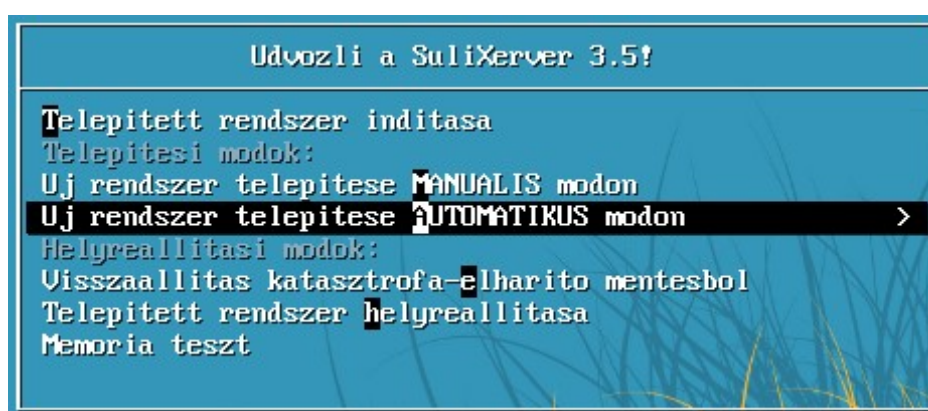 Udvozli a SuliXerver 3.5!
Telepitett rendszer inditasa
Telepitesi modok:
Uj rendszer telepitese MANUALIS modon
Uj rendszer telepitese AUTOMATIKUS modon >
Helyreallitasi modok:
Visszaallitas katasztrofa-elharito mentesbol
Telepitett rendszer helyreallitasa
Memoria teszt